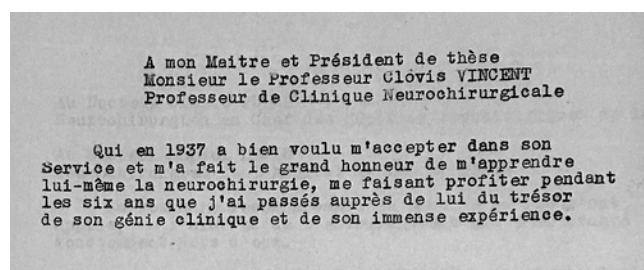 A mon Maitre et Président de thèse
Monsieur le Professeur Clovis VINCENT
Professeur de Clinique Neurochirurgicale
Qui en 1937 a bien voulu m'accepter dans son
Service et m'a fait le grand honneur de m'apprendre
lui-même la neurochirurgie, me faisant profiter pendant
les six ans que j'ai passés auprès de lui du trésor
de son génie clinique et de son immense expérience.